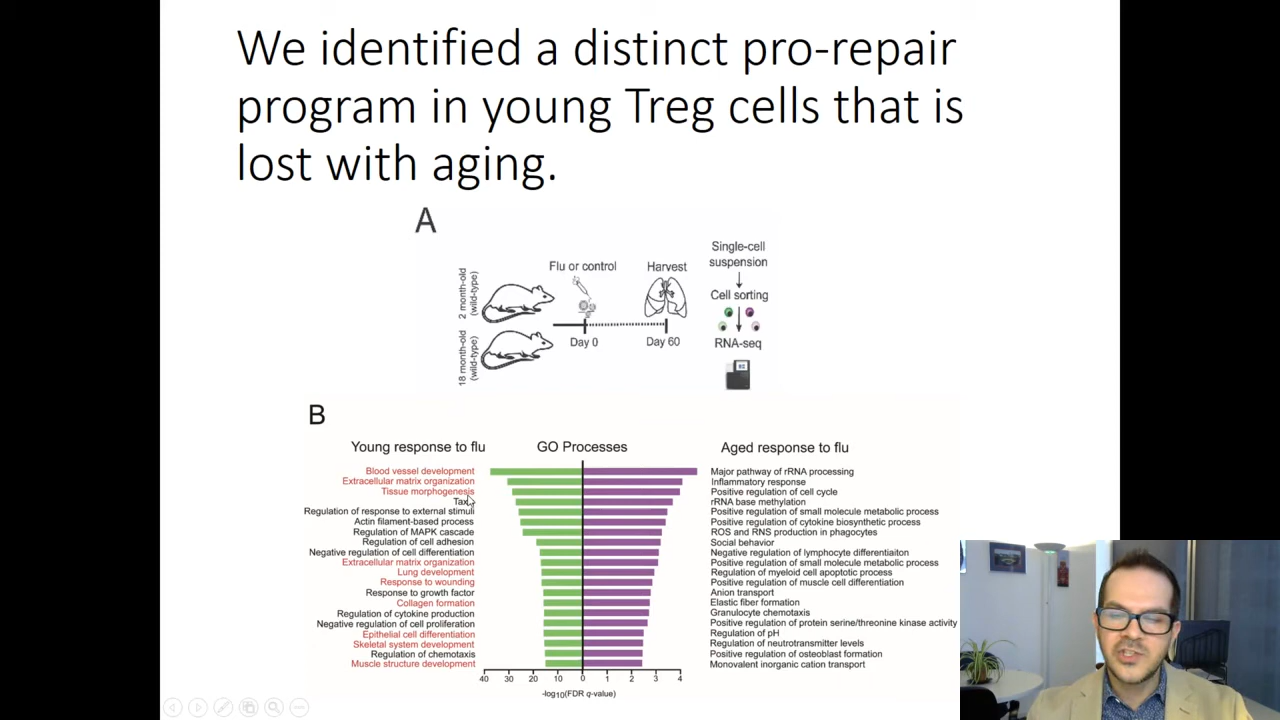 We identified a distinct pro-repair
program in young Treg cells that is
lost with aging.
A
2 month-old
(wild-type)
18 month-old
(wild-type)
Flu or control
Harvest
Day 0
Day 60
Single-cell
suspension
Cell sorting
RNA-seq
B
Young response to flu
GO Processes
Aged response to flu
Blood vessel development
Extracellular matrix organization
Tissue morphogenesis
Regulation of response to external stimuli
Actin filament-based process
Regulation of MAPK cascade
Regulation of cell adhesion
Negative regulation of cell differentiation
Extracellular matrix organization
Lung development
Response to wounding
Response to growth factor
Collagen formation
Regulation of cytokine production
Negative regulation of cell proliferation
Epithelial cell differentiation
Skeletal system development
Regulation of chemotaxis
Muscle structure development
Major pathway of rRNA processing
Inflammatory response
Positive regulation of cell cycle
rRNA base methylation
Positive regulation of small molecule metabolic process
Positive regulation of cytokine biosynthetic process
ROS and RNS production in phagocytes
Social behavior
Negative regulation of lymphocyte differentiaiton
Positive regulation of small molecule metabolic process
Regulation of myeloid cell apoptotic process
Positive regulation of muscle cell differentiation
Anion transport
Elastic fiber formation
Granulocyte chemotaxis
Positive regulation of protein serine/threonine kinase activity
Regulation of pH
Regulation of neurotransmitter levels
Positive regulation of osteoblast formation
Monovalent inorganic cation transport
40 30 20 10 0 1 2 3 4
-log10(FDR q-value)